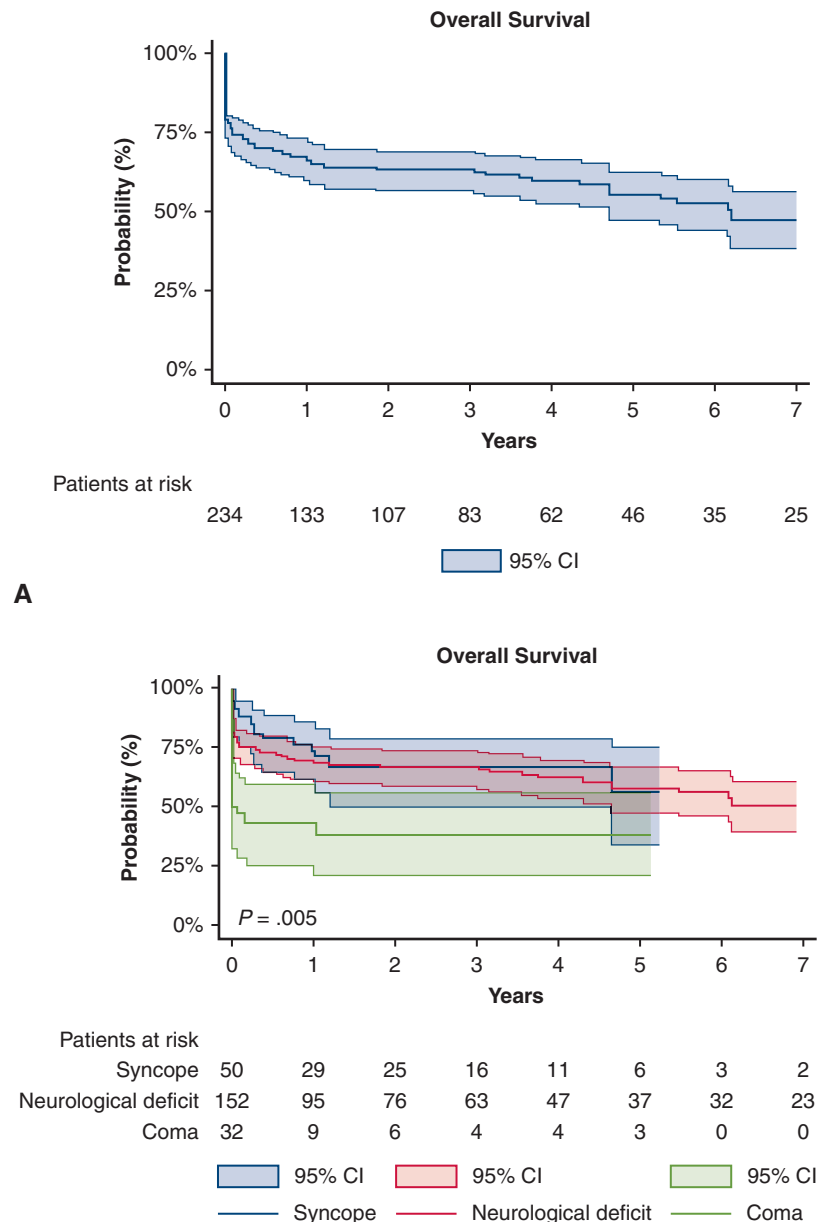 Overall Survival
100%
75%
50%
25%
0%
Probability (%)
0 1 2 3 4 5 6 7
Years
Patients at risk
234 133 107 83 62 46 35 25
95% CI
A
Overall Survival
100%
75%
50%
25%
0%
Probability (%)
P = .005
0 1 2 3 4 5 6 7
Years
Patients at risk
Syncope 50 29 25 16 11 6 3 2
Neurological deficit 152 95 76 63 47 37 32 23
Coma 32 9 6 4 4 3 0 0
95% CI 95% CI 95% CI
Syncope Neurological deficit Coma